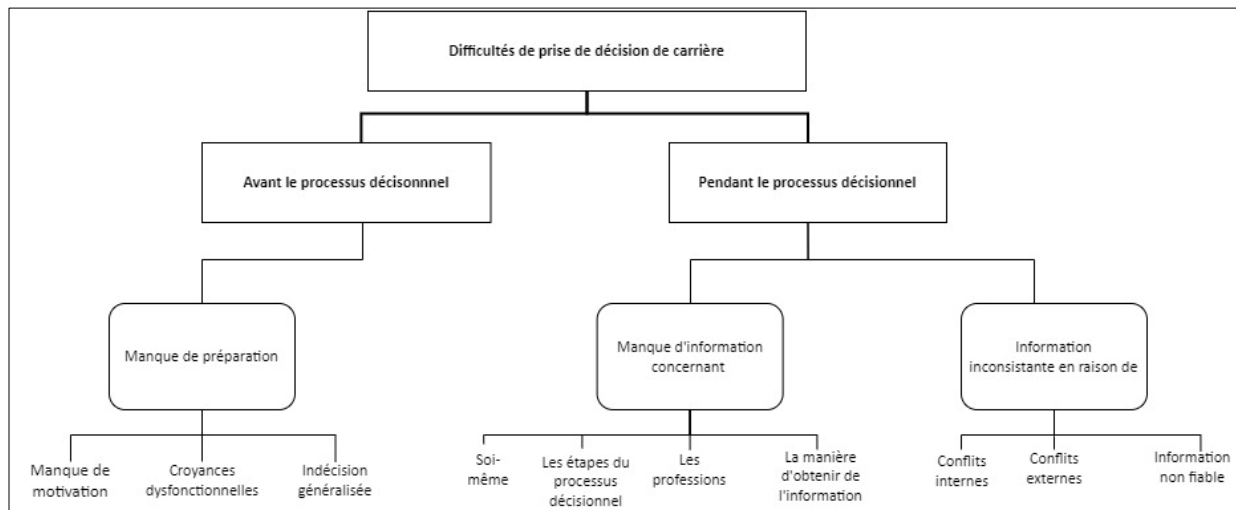 Difficultés de prise de décision de carrière
Avant le processus décisonnnel
Pendant le processus décisionnel
Manque de préparation
Manque d'information
concernant
Information
inconsistante en raison de
Manque de
motivation
Croyances
dysfonctionnelles
Indécision
généralisée
Soi-
même
Les étapes du
processus
décisionnel
Les
professions
La manière
d'obtenir de
l'information
Conflits
internes
Conflits
externes
Information
non fiable